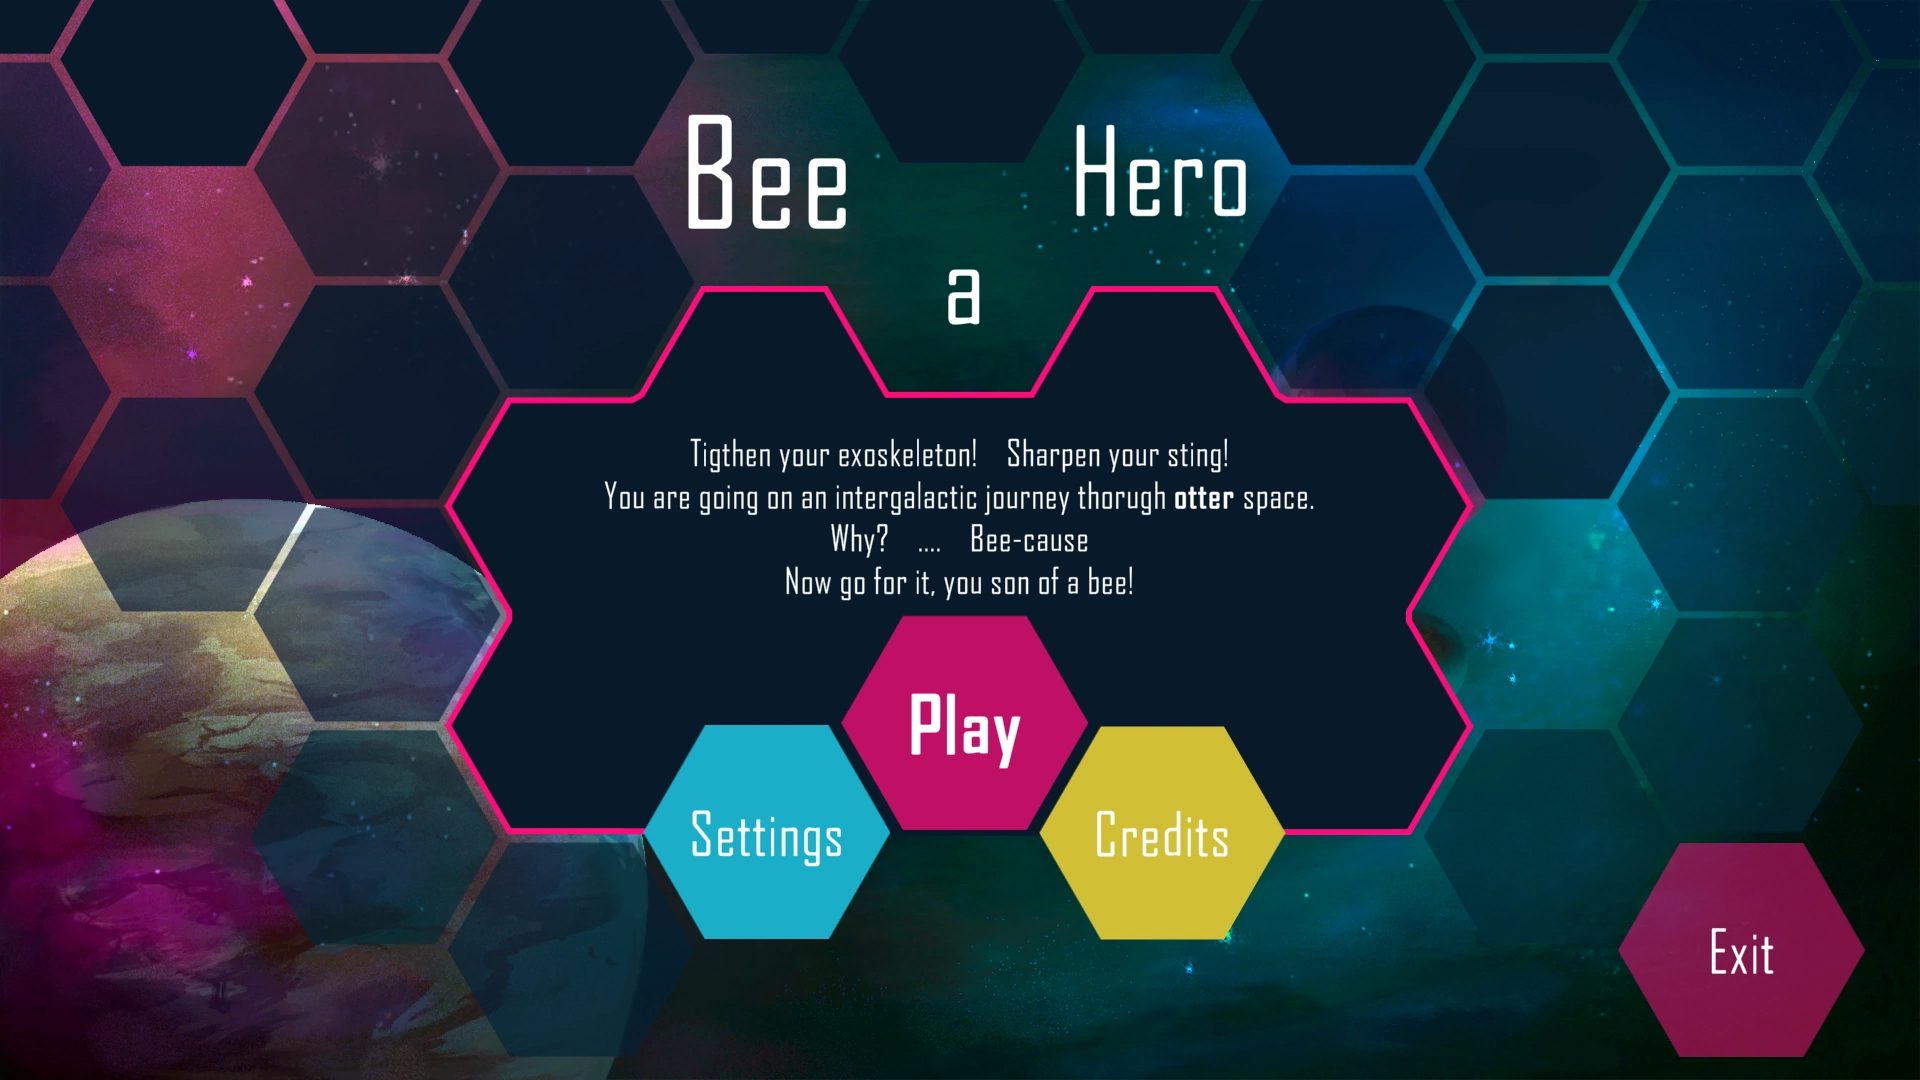 Bee
a
Hero
Tigthen your exoskeleton! Sharpen your sting!
You are going on an intergalactic journey thorugh otter space.
Why? .... Bee-cause
Now go for it, you son of a bee!
Play
Settings
Credits
Exit